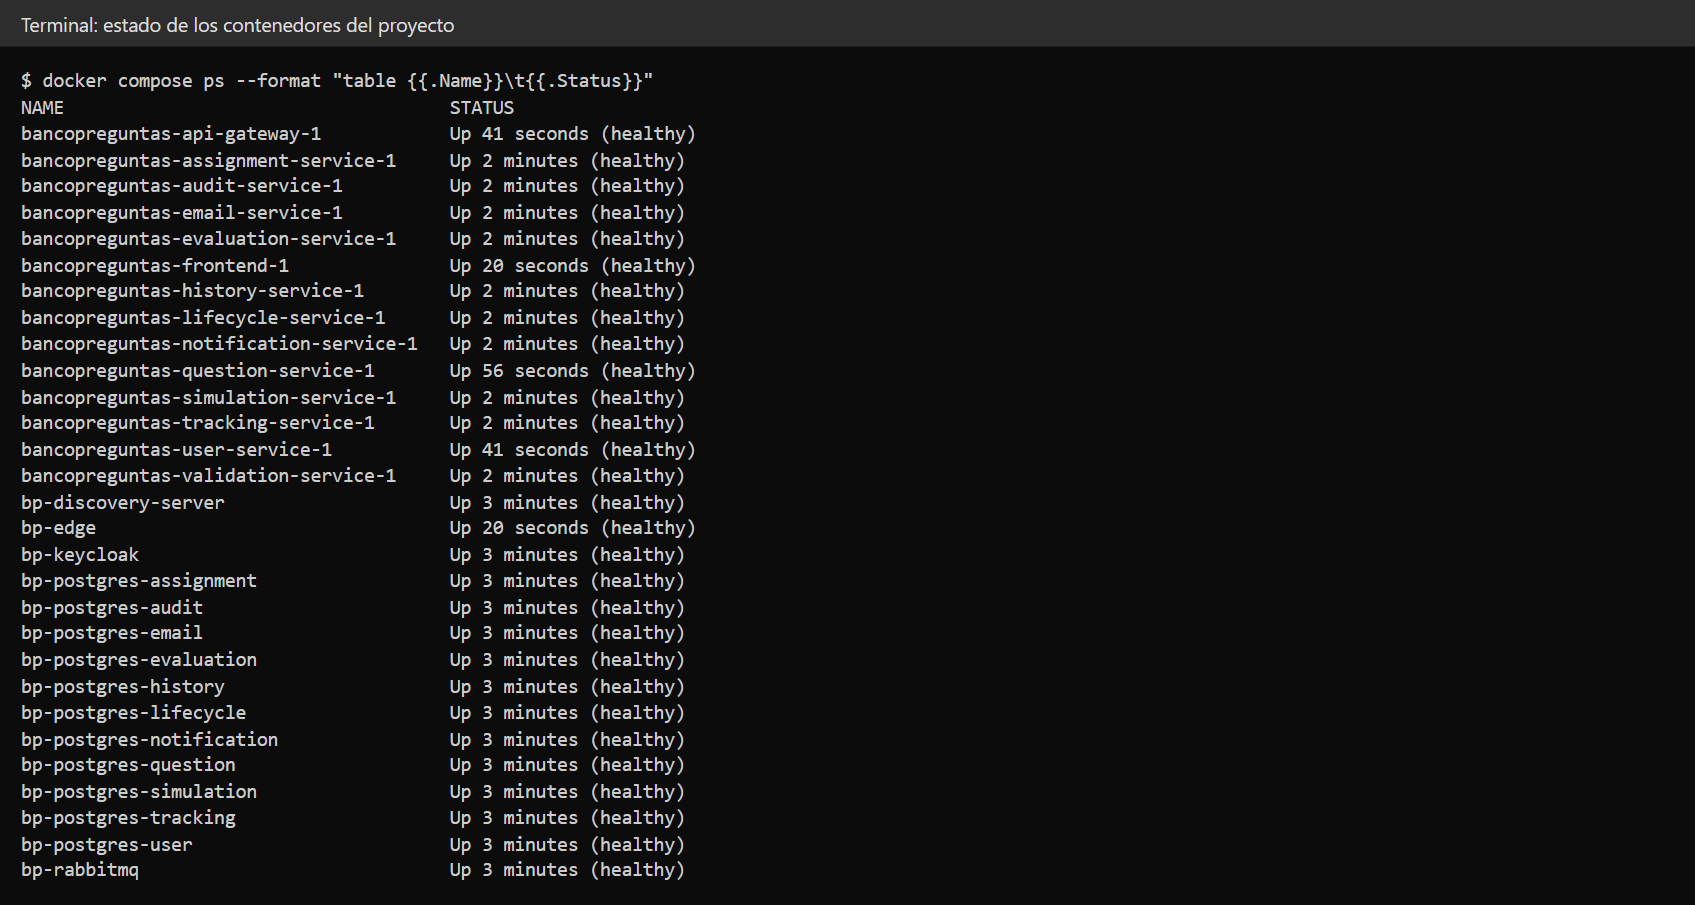 Terminal: estado de los contenedores del proyecto
$ docker compose ps --format "table {{.Name}}\t{{.Status}}"
NAME                                    STATUS
bancopreguntas-api-gateway-1            Up 41 seconds (healthy)
bancopreguntas-assignment-service-1     Up 2 minutes (healthy)
bancopreguntas-audit-service-1          Up 2 minutes (healthy)
bancopreguntas-email-service-1          Up 2 minutes (healthy)
bancopreguntas-evaluation-service-1     Up 2 minutes (healthy)
bancopreguntas-frontend-1               Up 20 seconds (healthy)
bancopreguntas-history-service-1        Up 2 minutes (healthy)
bancopreguntas-lifecycle-service-1      Up 2 minutes (healthy)
bancopreguntas-notification-service-1   Up 2 minutes (healthy)
bancopreguntas-question-service-1       Up 56 seconds (healthy)
bancopreguntas-simulation-service-1     Up 2 minutes (healthy)
bancopreguntas-tracking-service-1       Up 2 minutes (healthy)
bancopreguntas-user-service-1           Up 41 seconds (healthy)
bancopreguntas-validation-service-1     Up 2 minutes (healthy)
bp-discovery-server                     Up 3 minutes (healthy)
bp-edge                                 Up 20 seconds (healthy)
bp-keycloak                             Up 3 minutes (healthy)
bp-postgres-assignment                  Up 3 minutes (healthy)
bp-postgres-audit                       Up 3 minutes (healthy)
bp-postgres-email                       Up 3 minutes (healthy)
bp-postgres-evaluation                  Up 3 minutes (healthy)
bp-postgres-history                     Up 3 minutes (healthy)
bp-postgres-lifecycle                   Up 3 minutes (healthy)
bp-postgres-notification                Up 3 minutes (healthy)
bp-postgres-question                    Up 3 minutes (healthy)
bp-postgres-simulation                  Up 3 minutes (healthy)
bp-postgres-tracking                    Up 3 minutes (healthy)
bp-postgres-user                        Up 3 minutes (healthy)
bp-rabbitmq                             Up 3 minutes (healthy)